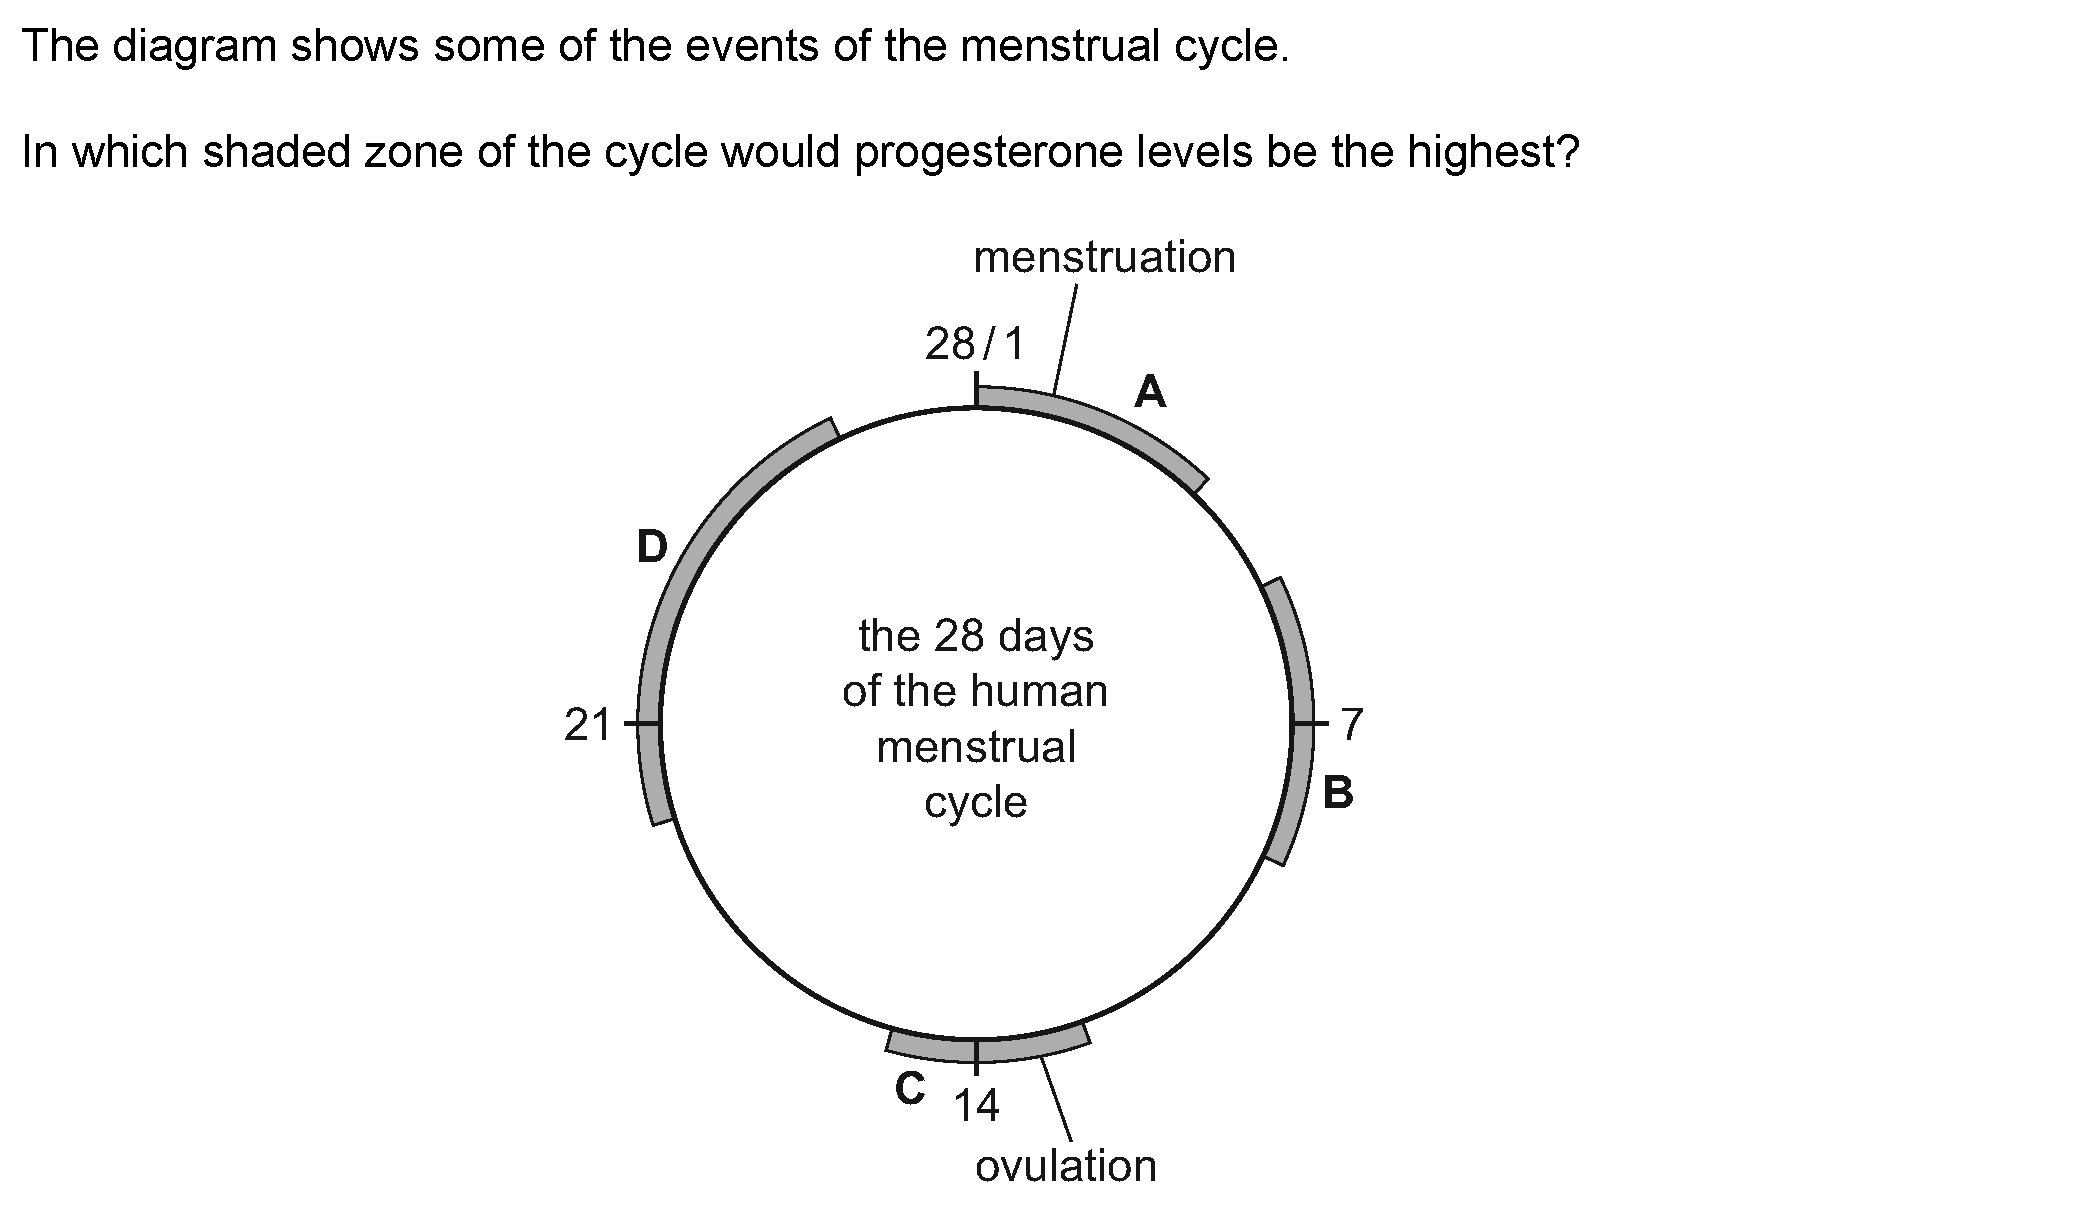 The diagram shows some of the events of the menstrual cycle.
In which shaded zone of the cycle would progesterone levels be the highest?
menstruation
28 / 1
A
D
the 28 days
of the human
menstrual
cycle
21
7
B
C
14
ovulation